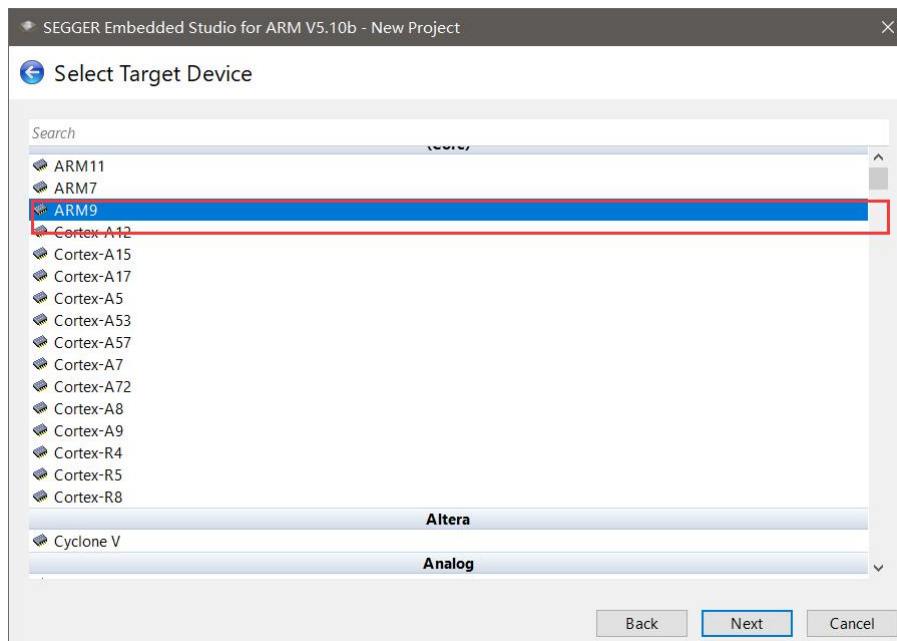 SEGGER Embedded Studio for ARM V5.10b - New Project
Select Target Device
Search
(Core)
ARM11
ARM7
ARM9
Cortex-A12
Cortex-A15
Cortex-A17
Cortex-A5
Cortex-A53
Cortex-A57
Cortex-A7
Cortex-A72
Cortex-A8
Cortex-A9
Cortex-R4
Cortex-R5
Cortex-R8
Altera
Cyclone V
Analog
Back Next Cancel